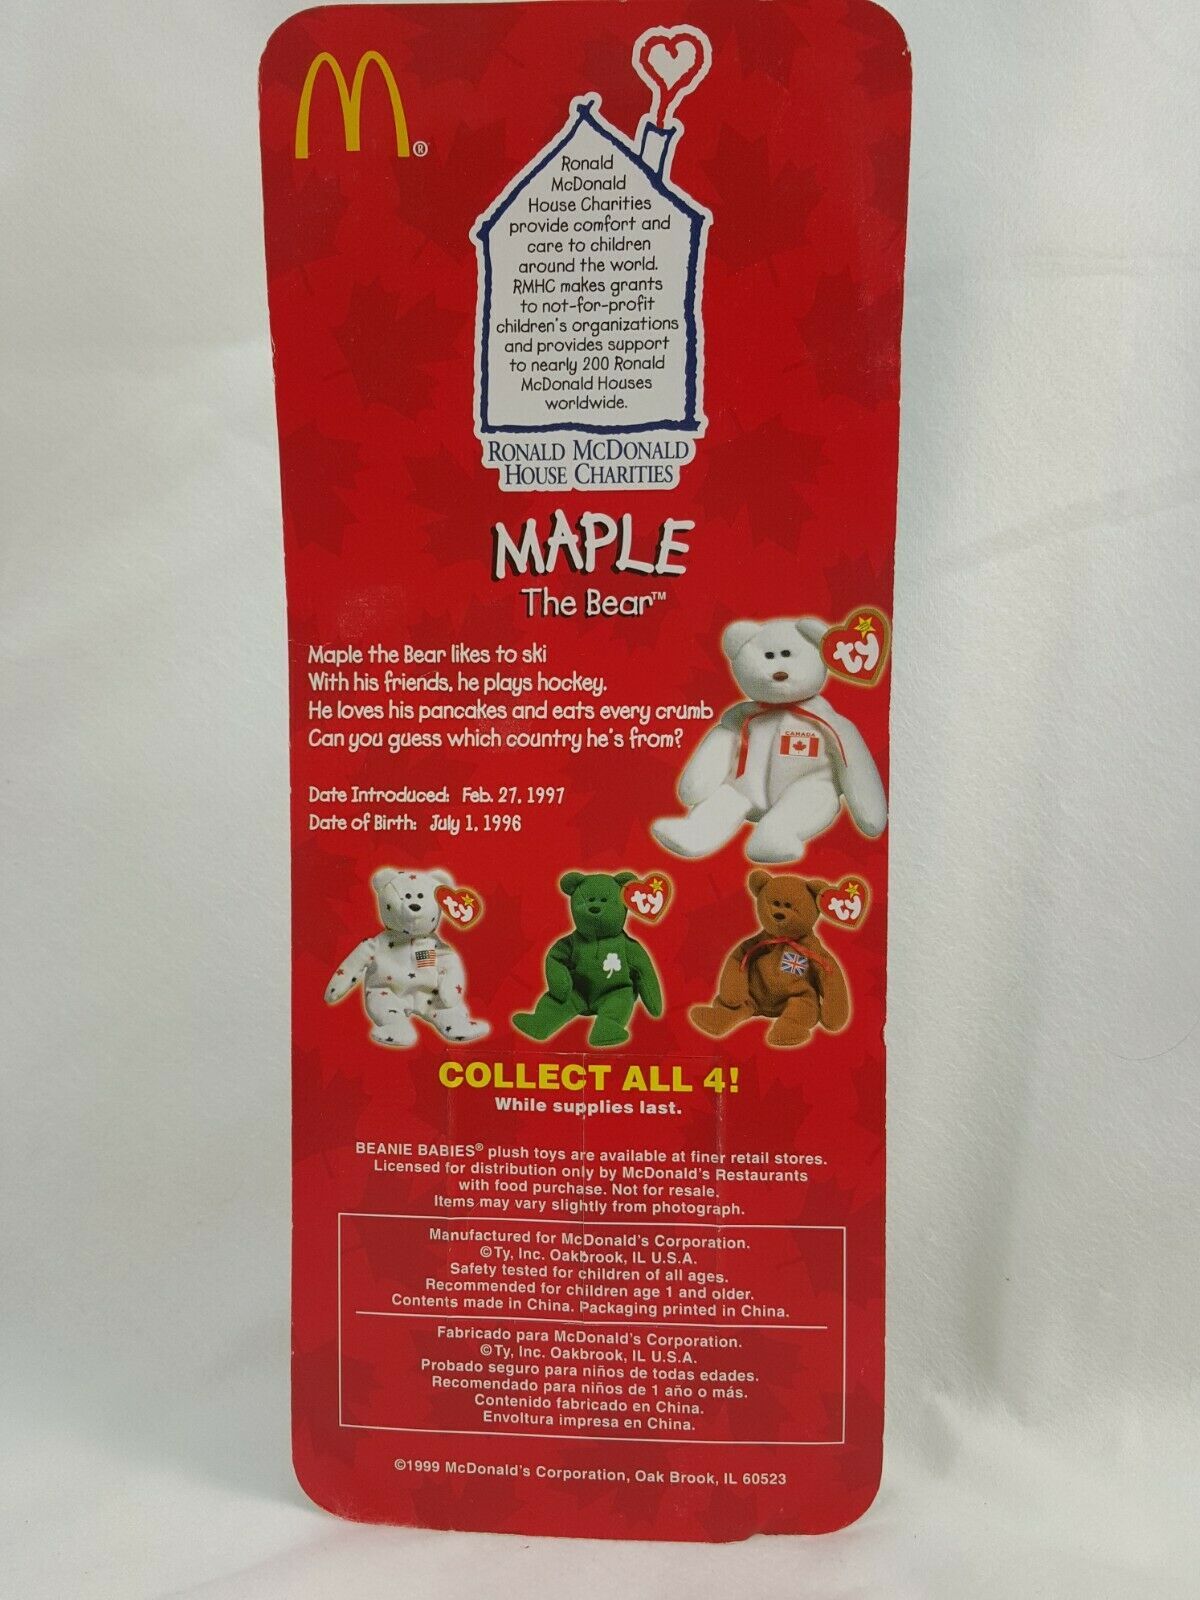 M®
Ronald
McDonald
House Charities
provide comfort and
care to children
around the world.
RMHC makes grants
to not-for-profit
children's organizations
and provides support
to nearly 200 Ronald
McDonald Houses
worldwide.
RONALD MCDONALD
HOUSE CHARITIES
MAPLE
The Bear™
Maple the Bear likes to ski
With his friends, he plays hockey.
He loves his pancakes and eats every crumb
Can you guess which country he's from?
ty
CANADA
Date Introduced: Feb. 27, 1997
Date of Birth: July 1, 1996
ty
ty
ty
COLLECT ALL 4!
While supplies last.
BEANIE BABIES® plush toys are available at finer retail stores.
Licensed for distribution only by McDonald's Restaurants
with food purchase. Not for resale.
Items may vary slightly from photograph.
Manufactured for McDonald's Corporation.
©Ty, Inc. Oakbrook, IL U.S.A.
Safety tested for children of all ages.
Recommended for children age 1 and older.
Contents made in China. Packaging printed in China.
Fabricado para McDonald's Corporation.
©Ty, Inc. Oakbrook, IL U.S.A.
Probado seguro para niños de todas edades.
Recomendado para niños de 1 año o más.
Contenido fabricado en China.
Envoltura impresa en China.
©1999 McDonald's Corporation, Oak Brook, IL 60523